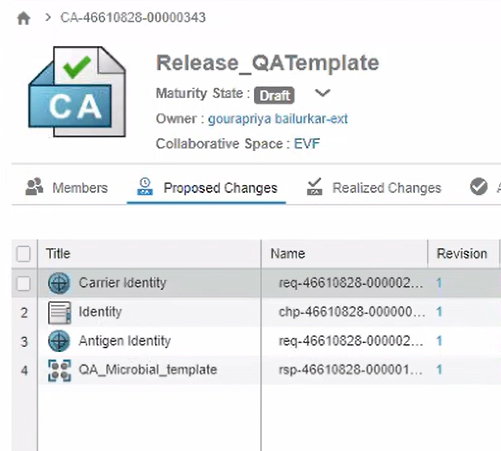 > CA-46610828-00000343
CA
Release_QATemplate
Maturity State : Draft
Owner : gourapriya bailurkar-ext
Collaborative Space : EVF
Members Proposed Changes Realized Changes A
Title Name Revision
Carrier Identity req-46610828-000002... 1
2 Identity chp-46610828-000000... 1
3 Antigen Identity req-46610828-000002... 1
4 QA_Microbial_template rsp-46610828-000001... 1